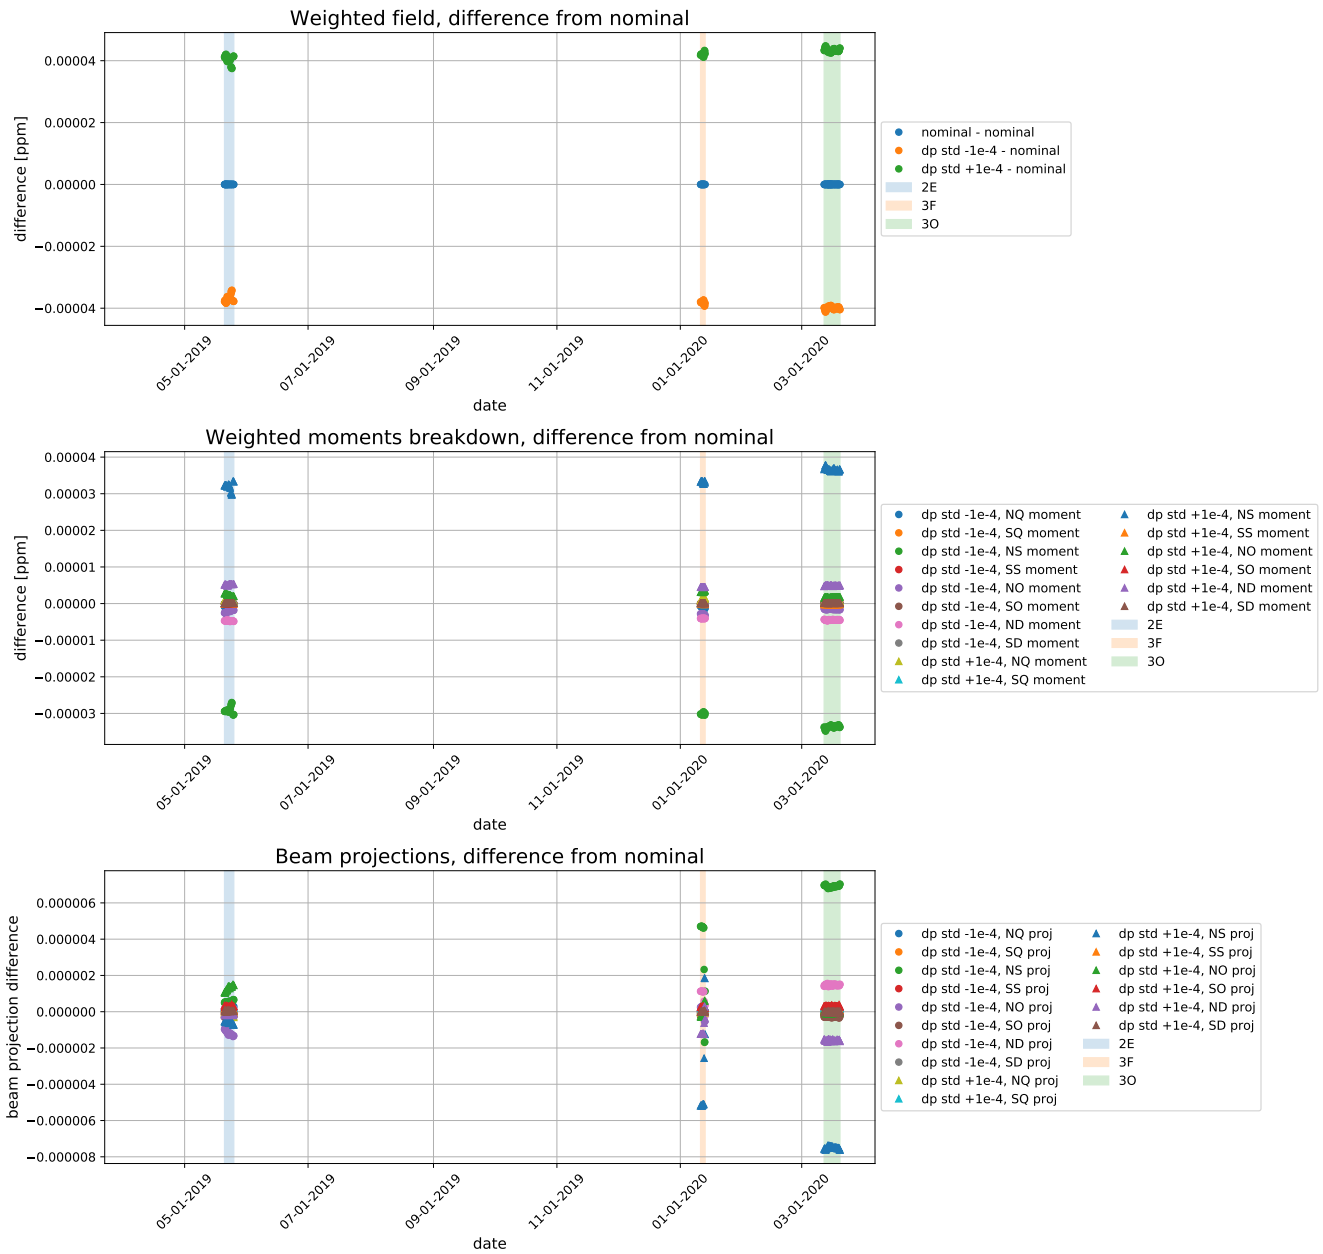 Weighted field, difference from nominal
difference [ppm]
0.00004
0.00002
0.00000
−0.00002
−0.00004
05-01-2019
07-01-2019
09-01-2019
11-01-2019
01-01-2020
03-01-2020
date
nominal - nominal
dp std -1e-4 - nominal
dp std +1e-4 - nominal
2E
3F
3O
Weighted moments breakdown, difference from nominal
difference [ppm]
0.00004
0.00003
0.00002
0.00001
0.00000
−0.00001
−0.00002
−0.00003
05-01-2019
07-01-2019
09-01-2019
11-01-2019
01-01-2020
03-01-2020
date
dp std -1e-4, NQ moment
dp std -1e-4, SQ moment
dp std -1e-4, NS moment
dp std -1e-4, SS moment
dp std -1e-4, NO moment
dp std -1e-4, SO moment
dp std -1e-4, ND moment
dp std -1e-4, SD moment
dp std +1e-4, NQ moment
dp std +1e-4, SQ moment
dp std +1e-4, NS moment
dp std +1e-4, SS moment
dp std +1e-4, NO moment
dp std +1e-4, SO moment
dp std +1e-4, ND moment
dp std +1e-4, SD moment
2E
3F
3O
Beam projections, difference from nominal
beam projection difference
0.000006
0.000004
0.000002
0.000000
−0.000002
−0.000004
−0.000006
−0.000008
05-01-2019
07-01-2019
09-01-2019
11-01-2019
01-01-2020
03-01-2020
date
dp std -1e-4, NQ proj
dp std -1e-4, SQ proj
dp std -1e-4, NS proj
dp std -1e-4, SS proj
dp std -1e-4, NO proj
dp std -1e-4, SO proj
dp std -1e-4, ND proj
dp std -1e-4, SD proj
dp std +1e-4, NQ proj
dp std +1e-4, SQ proj
dp std +1e-4, NS proj
dp std +1e-4, SS proj
dp std +1e-4, NO proj
dp std +1e-4, SO proj
dp std +1e-4, ND proj
dp std +1e-4, SD proj
2E
3F
3O